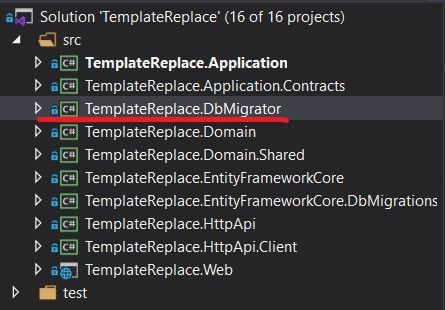 Solution 'TemplateReplace' (16 of 16 projects)
src
C# TemplateReplace.Application
C# TemplateReplace.Application.Contracts
C# TemplateReplace.DbMigrator
C# TemplateReplace.Domain
C# TemplateReplace.Domain.Shared
C# TemplateReplace.EntityFrameworkCore
C# TemplateReplace.EntityFrameworkCore.DbMigrations
C# TemplateReplace.HttpApi
C# TemplateReplace.HttpApi.Client
TemplateReplace.Web
test